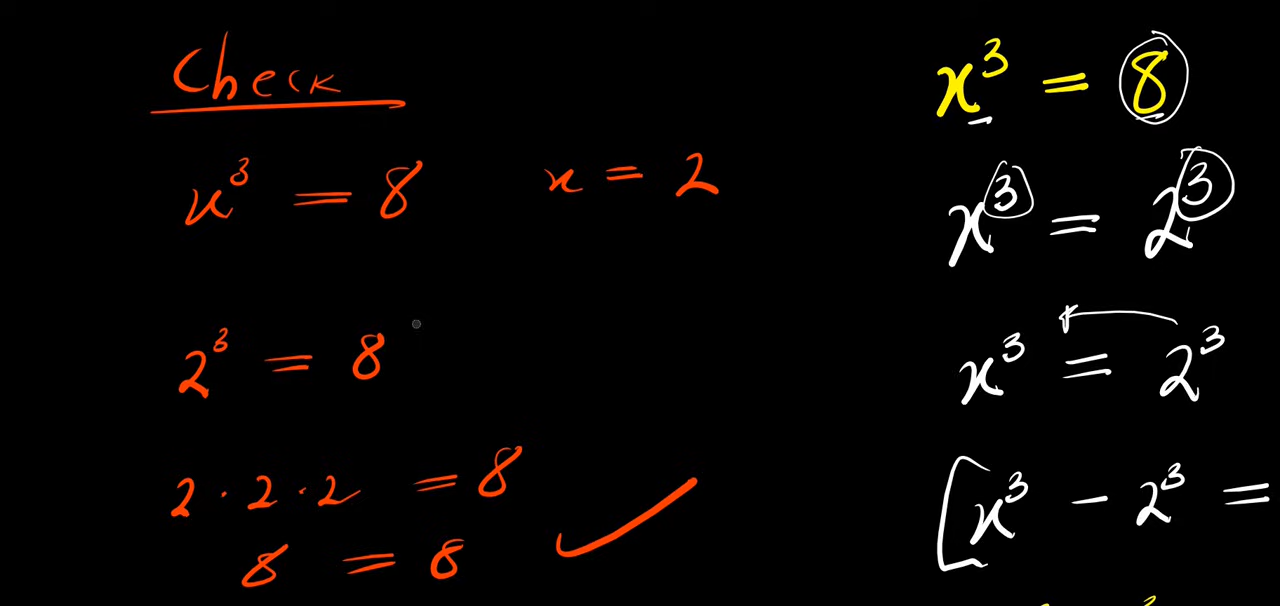 Check
x³ = 8 x = 2
2³ = 8
2 · 2 · 2 = 8
8 = 8
x³ = 8
x³ = 2³
x³ = 2³
x³ - 2³ =